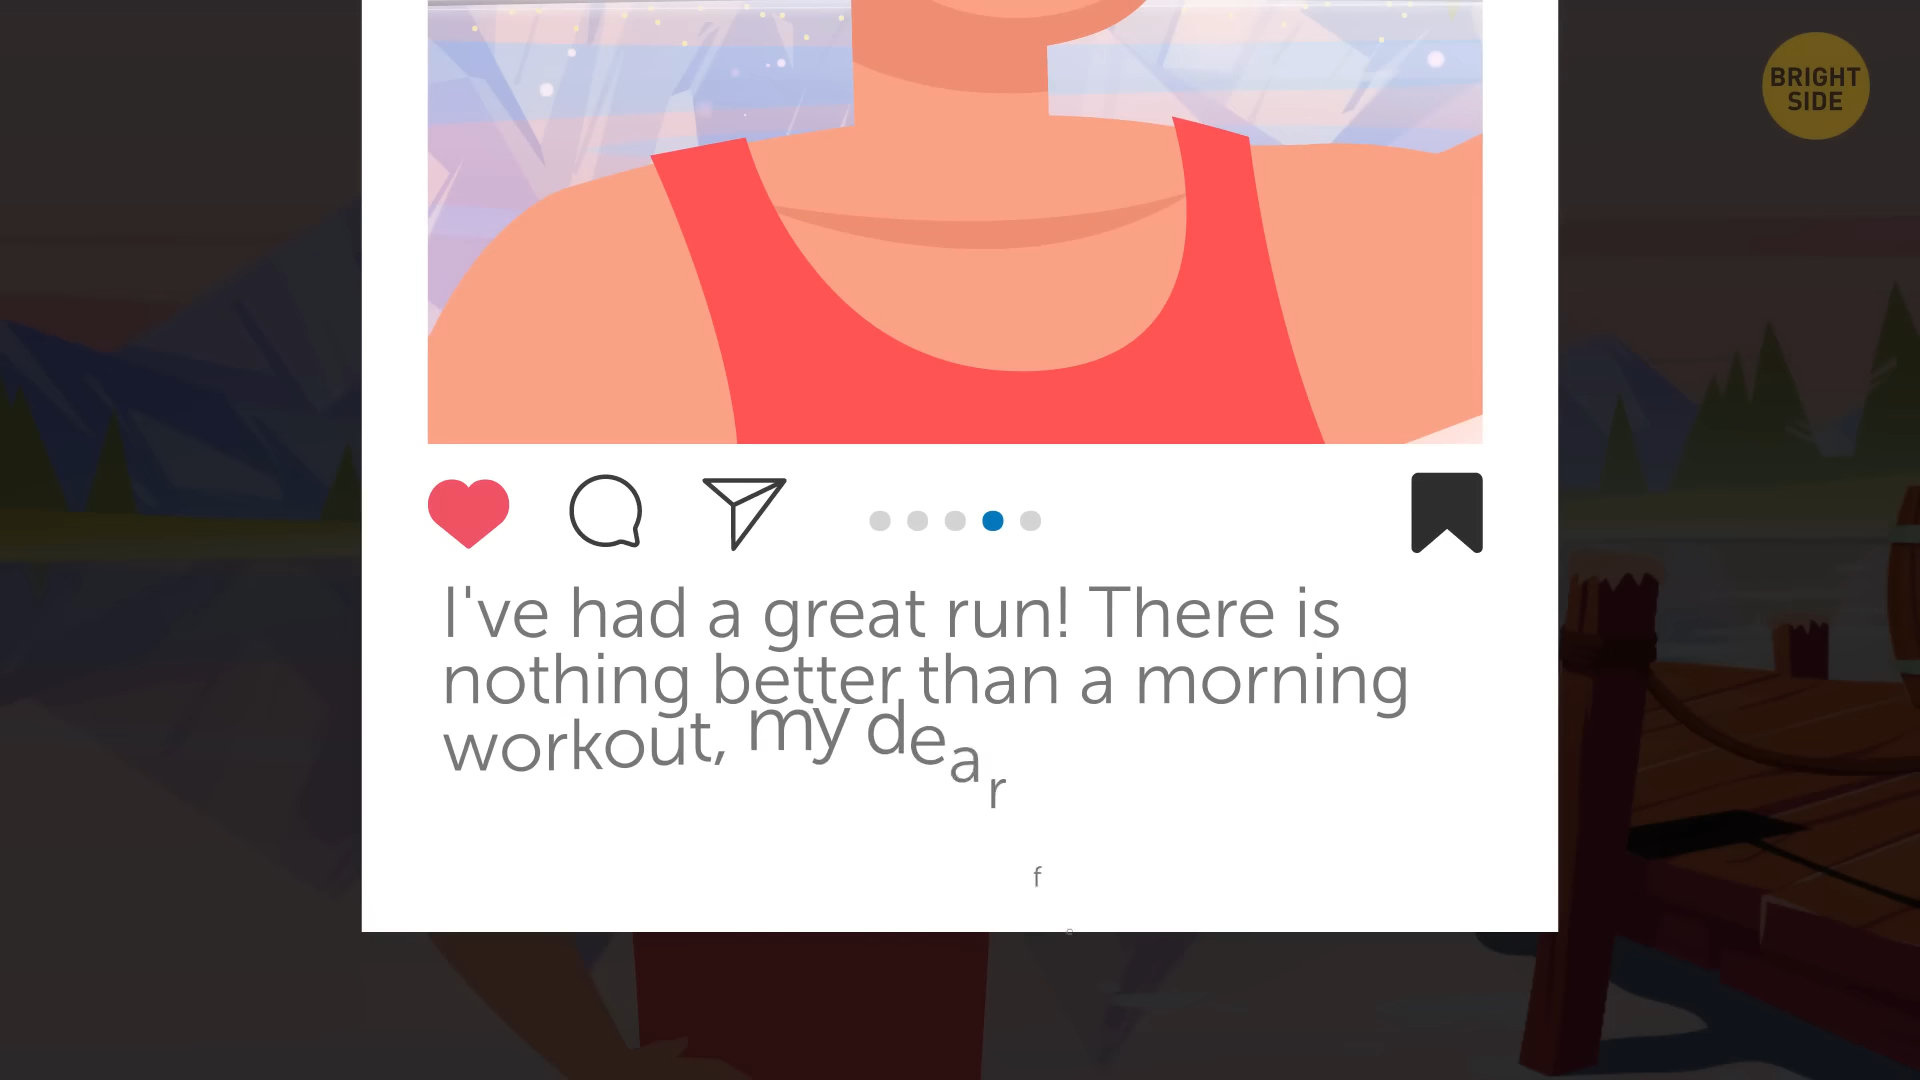 BRIGHT
SIDE
I've had a great run! There is
nothing better than a morning
workout, my dear
f